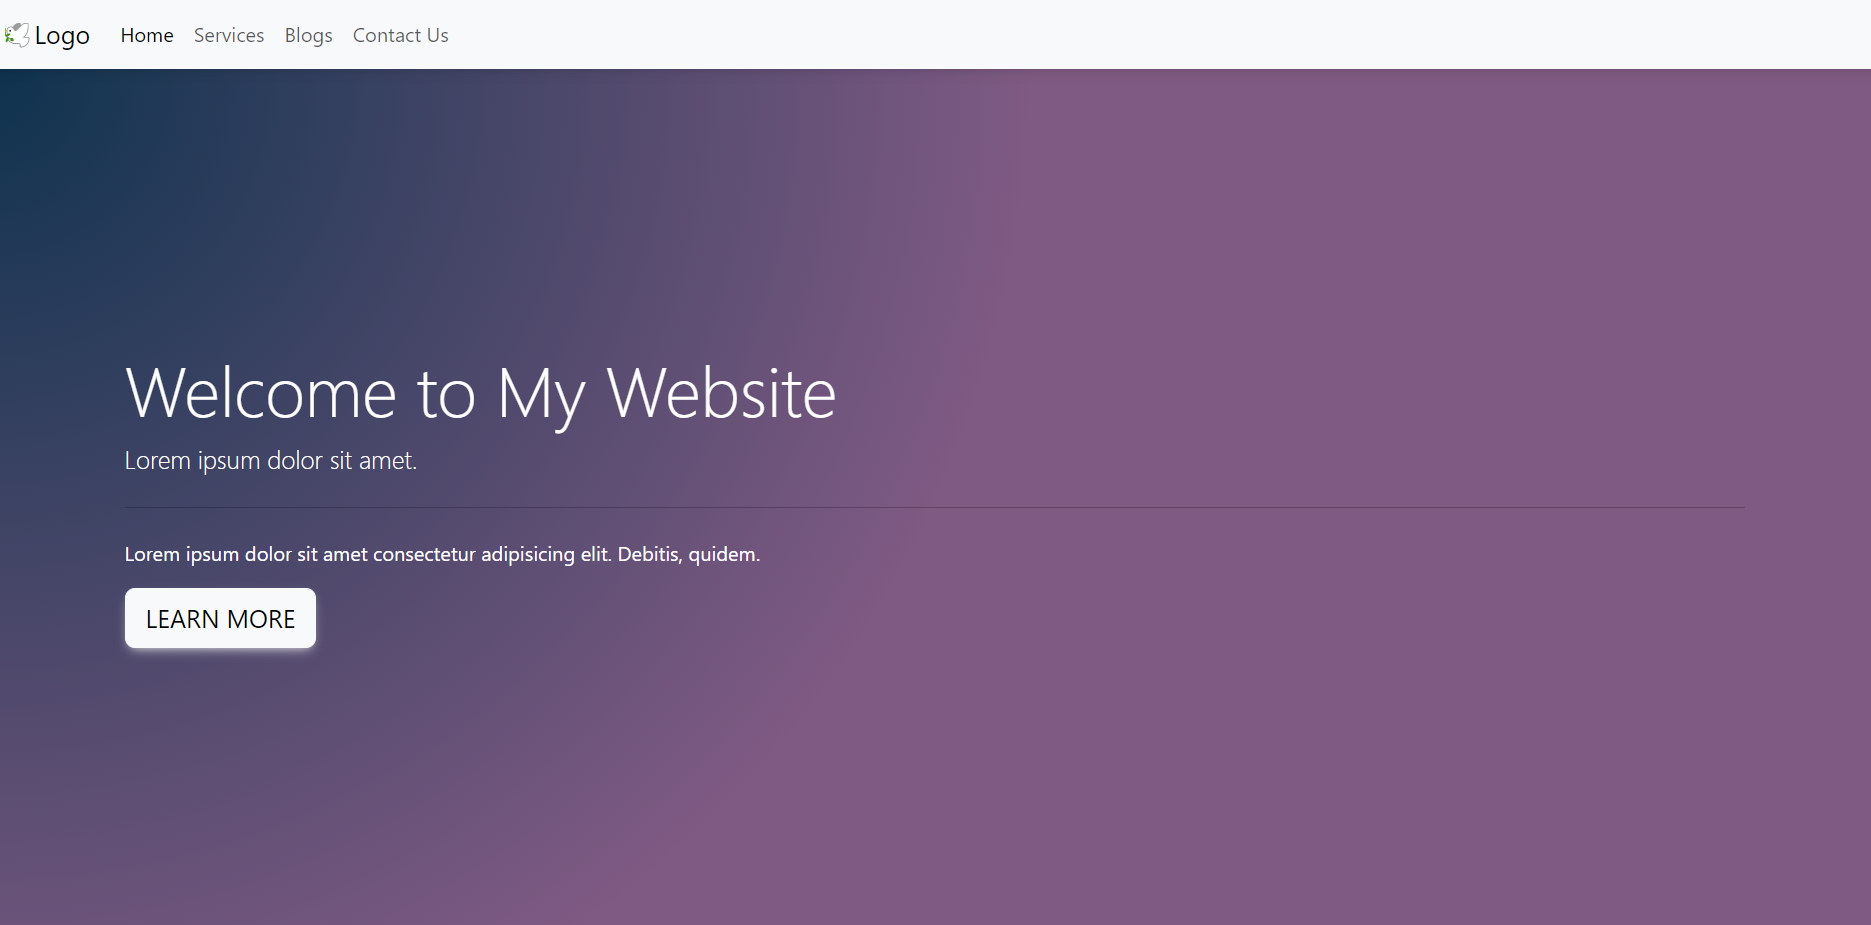 Logo Home Services Blogs Contact Us
Welcome to My Website
Lorem ipsum dolor sit amet.
Lorem ipsum dolor sit amet consectetur adipisicing elit. Debitis, quidem.
LEARN MORE